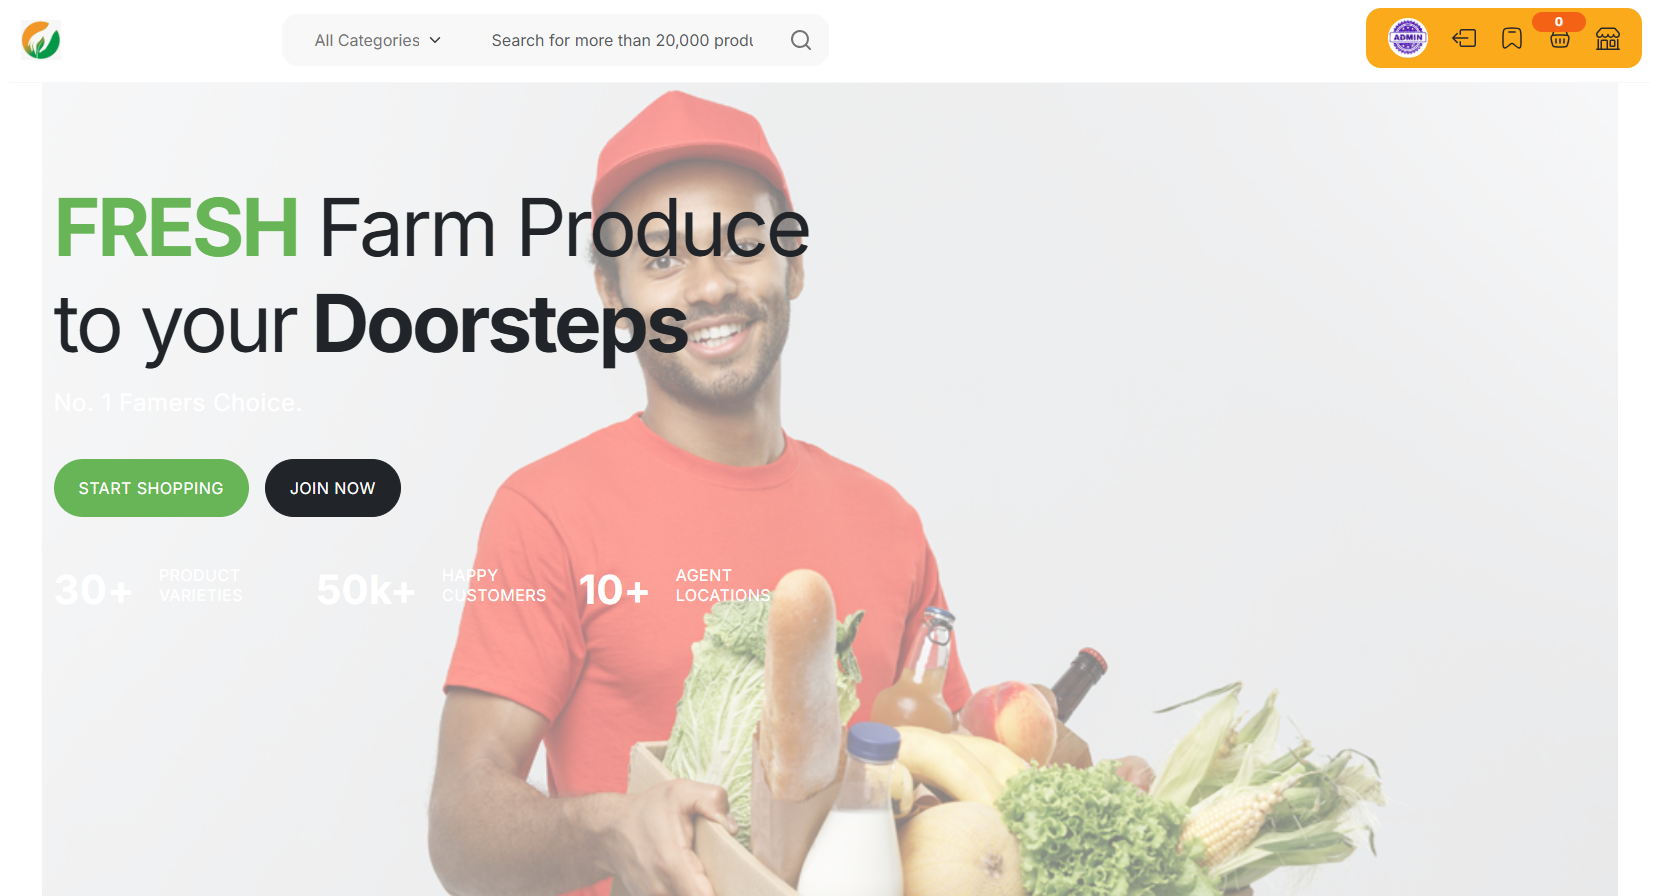 All Categories
Search for more than 20,000 produ
ADMIN
0
FRESH Farm Produce
to your Doorsteps
No. 1 Famers Choice.
START SHOPPING
JOIN NOW
30+
PRODUCT
VARIETIES
50k+
HAPPY
CUSTOMERS
10+
AGENT
LOCATIONS